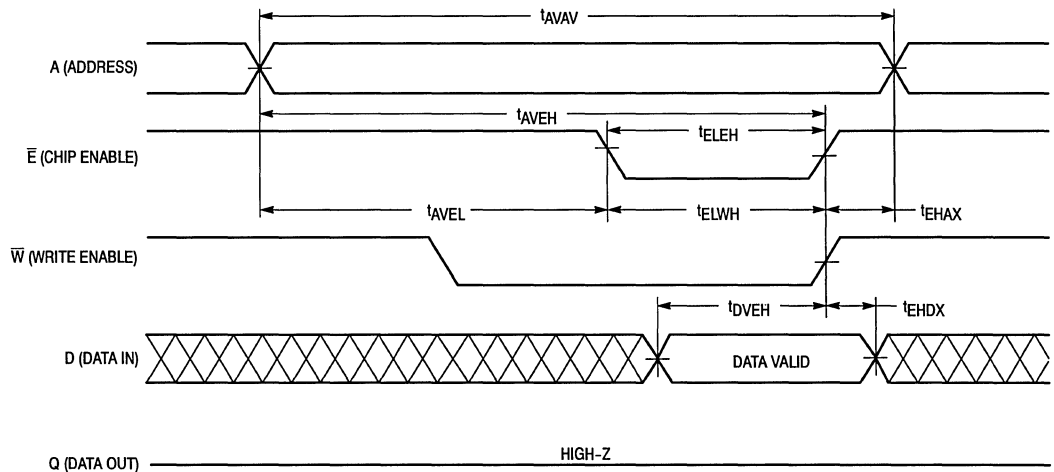 tAVAV
A (ADDRESS)
tAVEH
tELEH
E (CHIP ENABLE)
tAVEL
tELWH
tEHAX
W (WRITE ENABLE)
tDVEH
tEHDX
D (DATA IN)
DATA VALID
HIGH–Z
Q (DATA OUT)